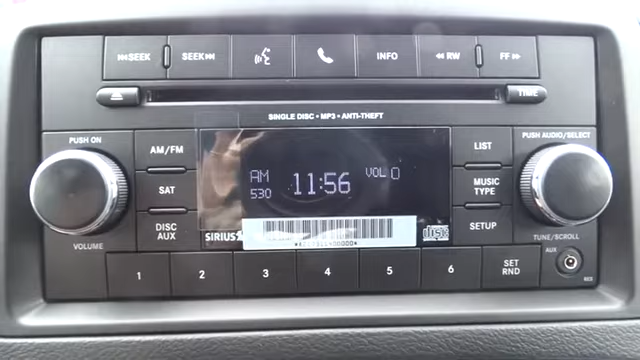 ⏮SEEK SEEK⏭ INFO ◀◀ RW FF ▶▶
TIME
SINGLE DISC • MP3 • ANTI-THEFT
PUSH ON
PUSH AUDIO/SELECT
AM/FM
LIST
SAT
AM
530
11:56
VOL 0
MUSIC
TYPE
DISC
AUX
SETUP
VOLUME
SIRIUS
disc
TUNE/SCROLL
AUX
1 2 3 4 5 6 SET
RND